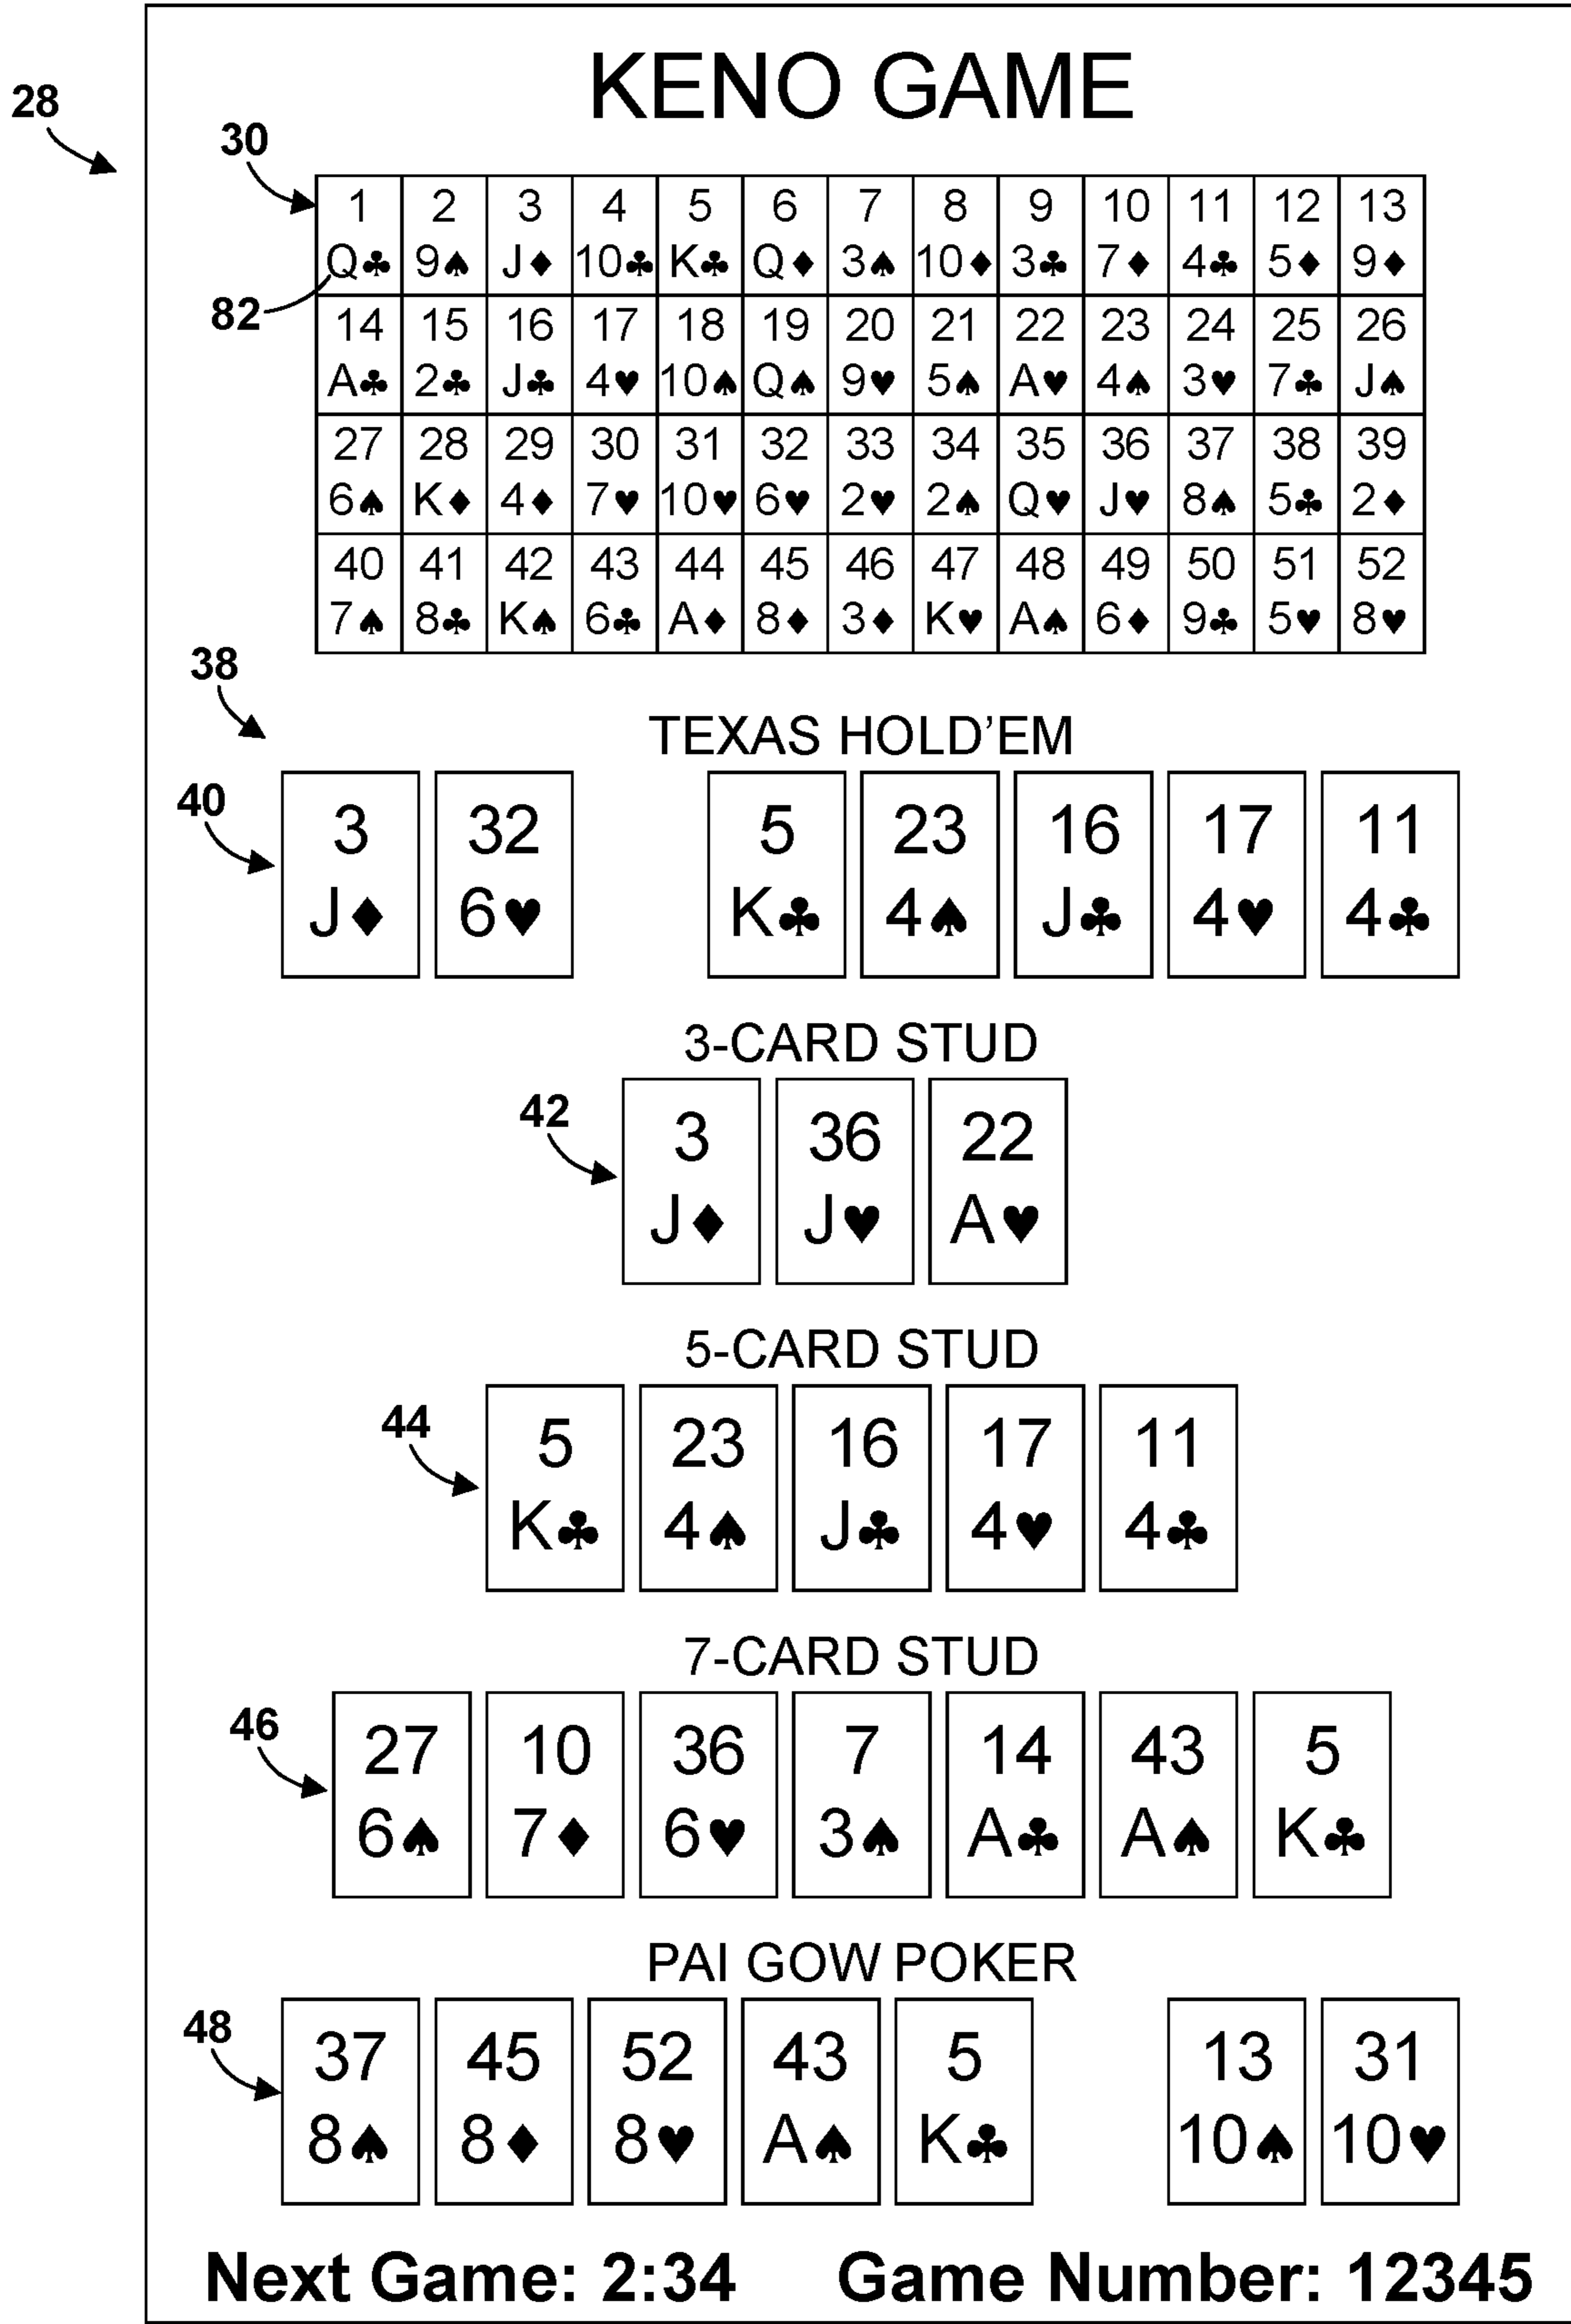 KENO GAME
28
30
1 2 3 4 5 6 7 8 9 10 11 12 13
Q♣ 9♠ J♦ 10♣ K♣ Q♦ 3♠ 10♦ 3♣ 7♦ 4♣ 5♦ 9♦
82
14 15 16 17 18 19 20 21 22 23 24 25 26
A♣ 2♣ J♣ 4♥ 10♠ Q♠ 9♥ 5♠ A♥ 4♠ 3♥ 7♣ J♠
27 28 29 30 31 32 33 34 35 36 37 38 39
6♠ K♦ 4♦ 7♥ 10♥ 6♥ 2♥ 2♠ Q♥ J♥ 8♠ 5♣ 2♦
40 41 42 43 44 45 46 47 48 49 50 51 52
7♠ 8♣ K♠ 6♣ A♦ 8♦ 3♦ K♥ A♠ 6♦ 9♣ 5♥ 8♥
38
TEXAS HOLD’EM
40
3 32 5 23 16 17 11
J♦ 6♥ K♣ 4♠ J♣ 4♥ 4♣
3-CARD STUD
42
3 36 22
J♦ J♥ A♥
5-CARD STUD
44
5 23 16 17 11
K♣ 4♠ J♣ 4♥ 4♣
7-CARD STUD
46
27 10 36 7 14 43 5
6♠ 7♦ 6♥ 3♠ A♣ A♠ K♣
PAI GOW POKER
48
37 45 52 43 5 13 31
8♠ 8♦ 8♥ A♠ K♣ 10♠ 10♥
Next Game: 2:34 Game Number: 12345